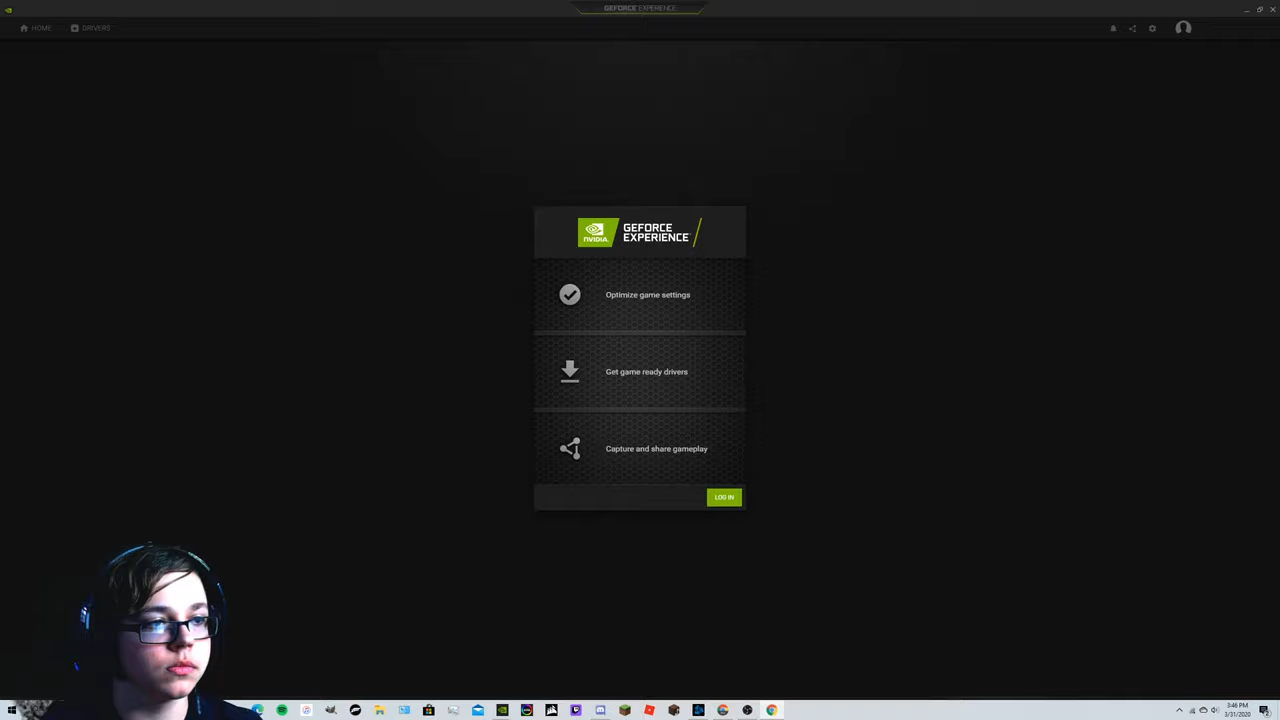 GEFORCE EXPERIENCE
HOME
DRIVERS
NVIDIA
GEFORCE
EXPERIENCE
Optimize game settings
Get game ready drivers
Capture and share gameplay
LOG IN
3:46 PM
3/31/2020